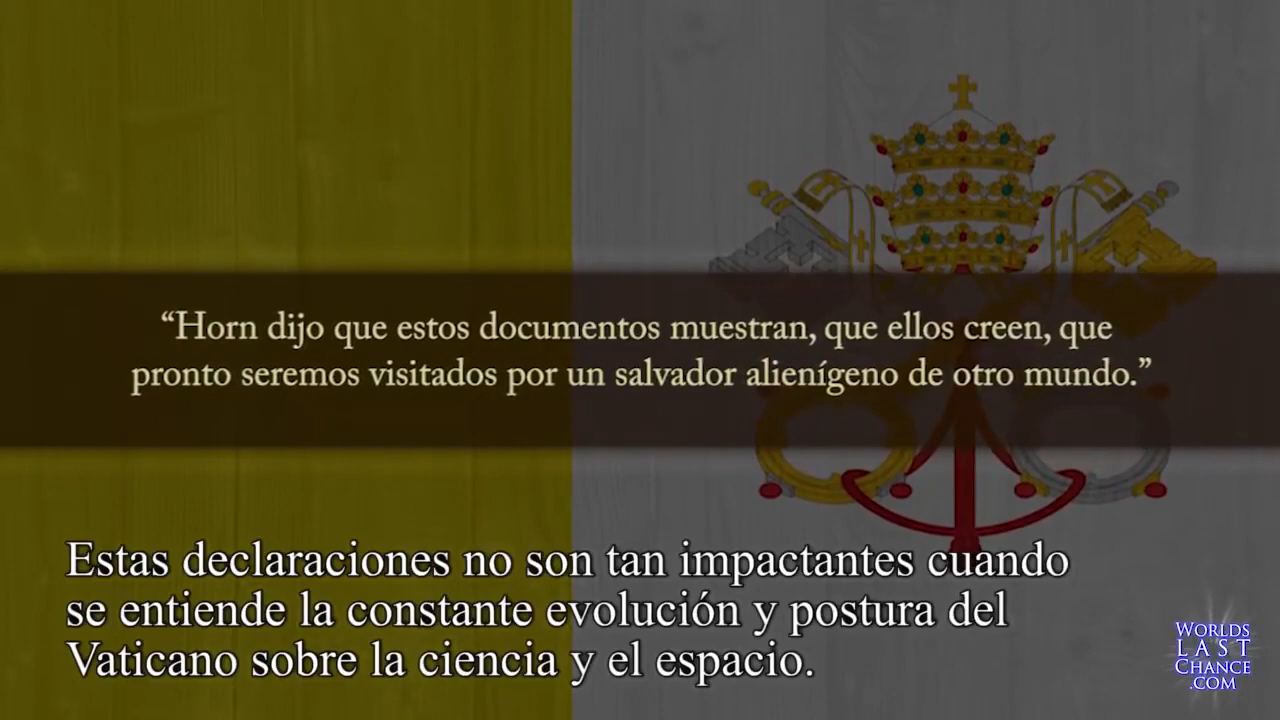 “Horn dijo que estos documentos muestran, que ellos creen, que
pronto seremos visitados por un salvador alienígeno de otro mundo.”
Estas declaraciones no son tan impactantes cuando
se entiende la constante evolución y postura del
Vaticano sobre la ciencia y el espacio.
WORLDS
LAST
CHANCE
.COM